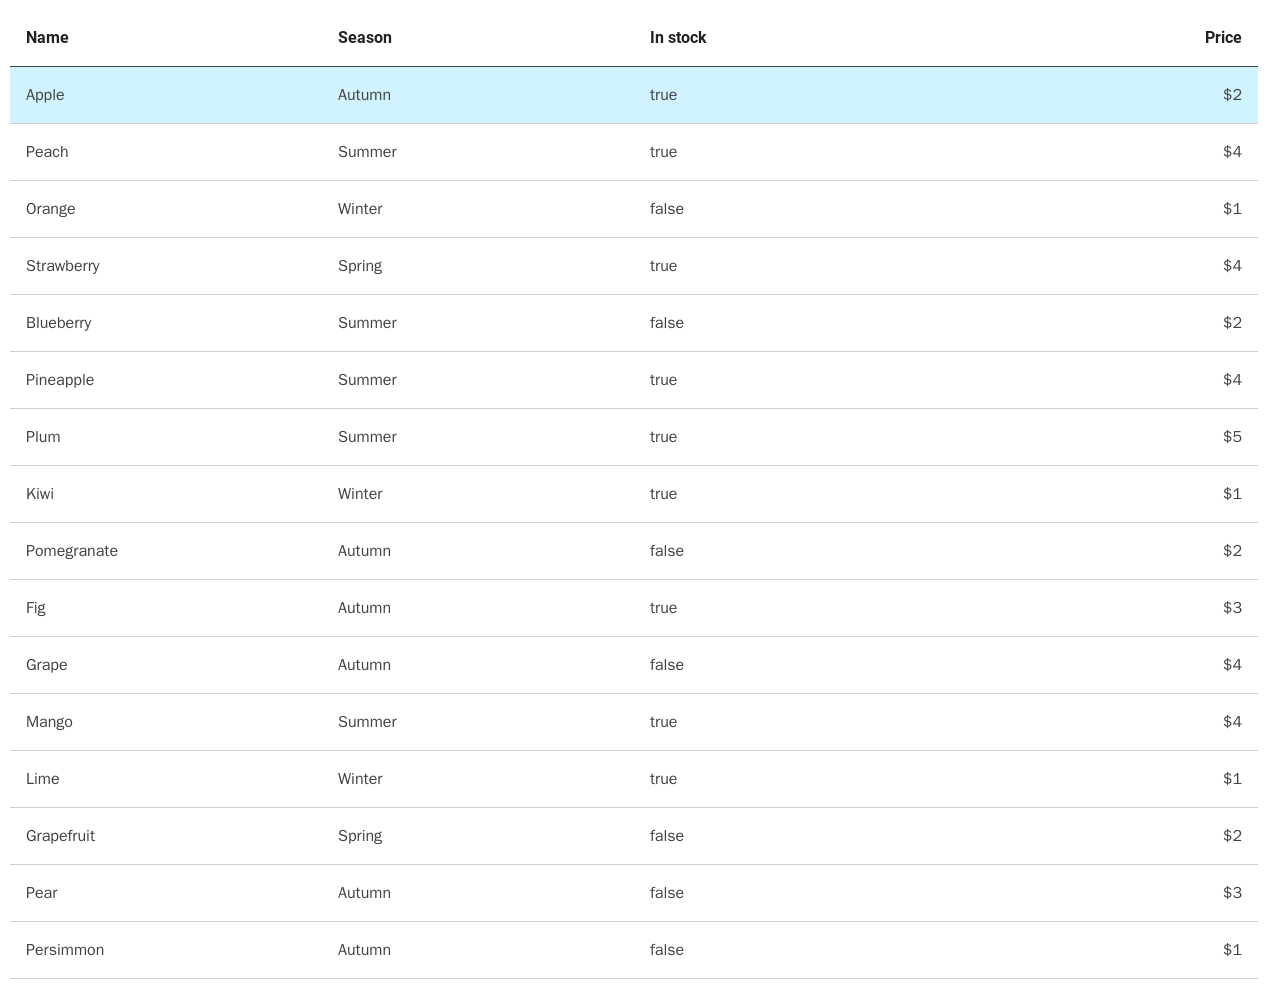 Name Season In stock Price
Apple Autumn true $2
Peach Summer true $4
Orange Winter false $1
Strawberry Spring true $4
Blueberry Summer false $2
Pineapple Summer true $4
Plum Summer true $5
Kiwi Winter true $1
Pomegranate Autumn false $2
Fig Autumn true $3
Grape Autumn false $4
Mango Summer true $4
Lime Winter true $1
Grapefruit Spring false $2
Pear Autumn false $3
Persimmon Autumn false $1